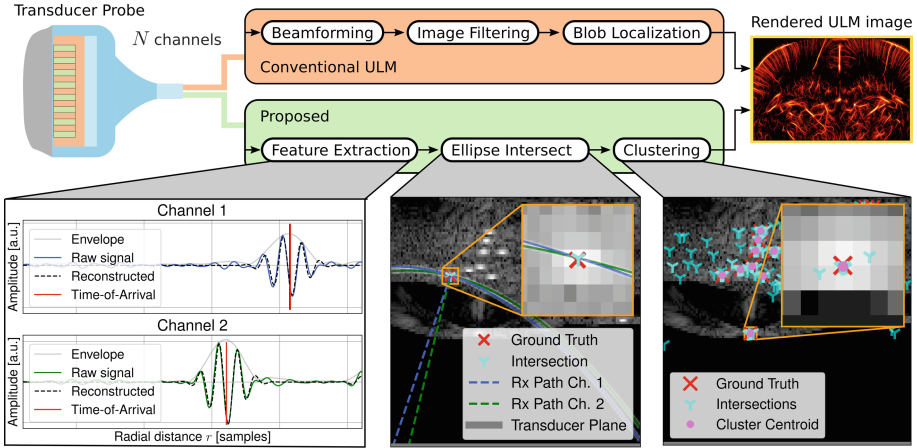 Transducer Probe
N channels
Beamforming
Image Filtering
Blob Localization
Conventional ULM
Rendered ULM image
Proposed
Feature Extraction
Ellipse Intersect
Clustering
Channel 1
Amplitude [a.u.]
Envelope
Raw signal
Reconstructed
Time-of-Arrival
Channel 2
Amplitude [a.u.]
Envelope
Raw signal
Reconstructed
Time-of-Arrival
Radial distance r [samples]
Ground Truth
Intersection
Rx Path Ch. 1
Rx Path Ch. 2
Transducer Plane
Ground Truth
Intersections
Cluster Centroid